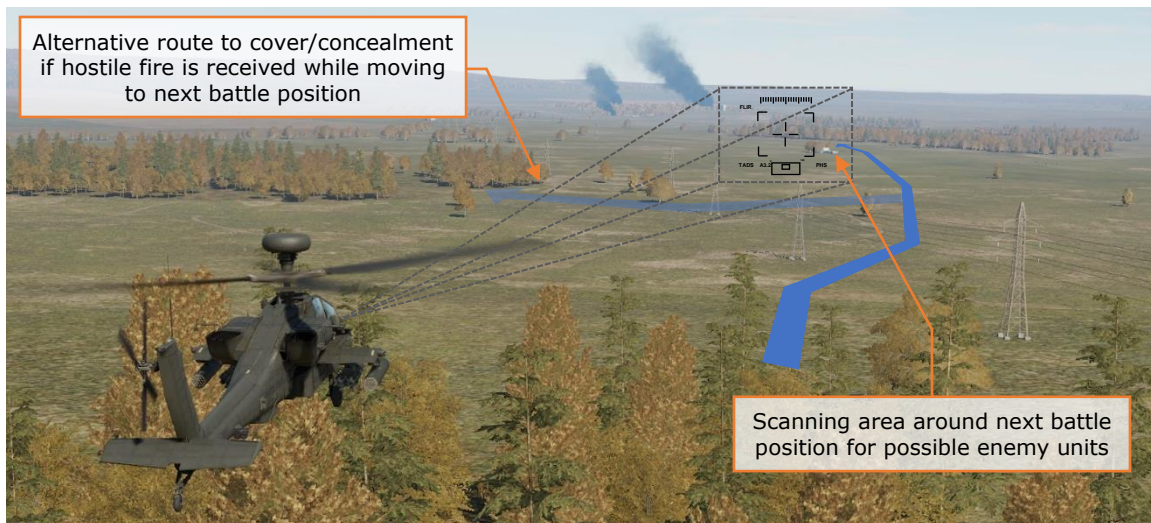 Alternative route to cover/concealment
if hostile fire is received while moving
to next battle position
FLIR
TADS A3.2 PHS
Scanning area around next battle
position for possible enemy units